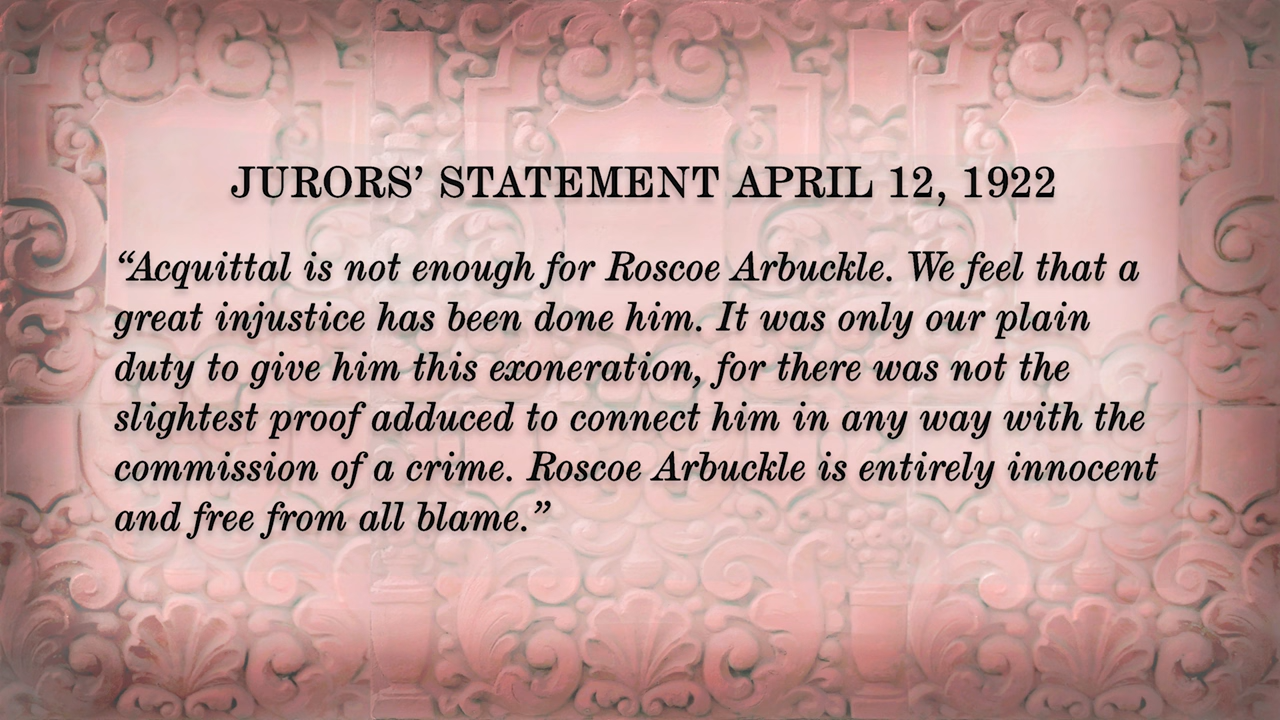 JURORS’ STATEMENT APRIL 12, 1922
“Acquittal is not enough for Roscoe Arbuckle. We feel that a
great injustice has been done him. It was only our plain
duty to give him this exoneration, for there was not the
slightest proof adduced to connect him in any way with the
commission of a crime. Roscoe Arbuckle is entirely innocent
and free from all blame.”